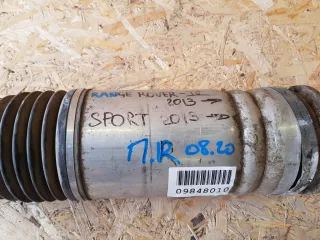 RANGE ROVER
2013 →
SPORT 2013 →
П.R 08.20
09848010